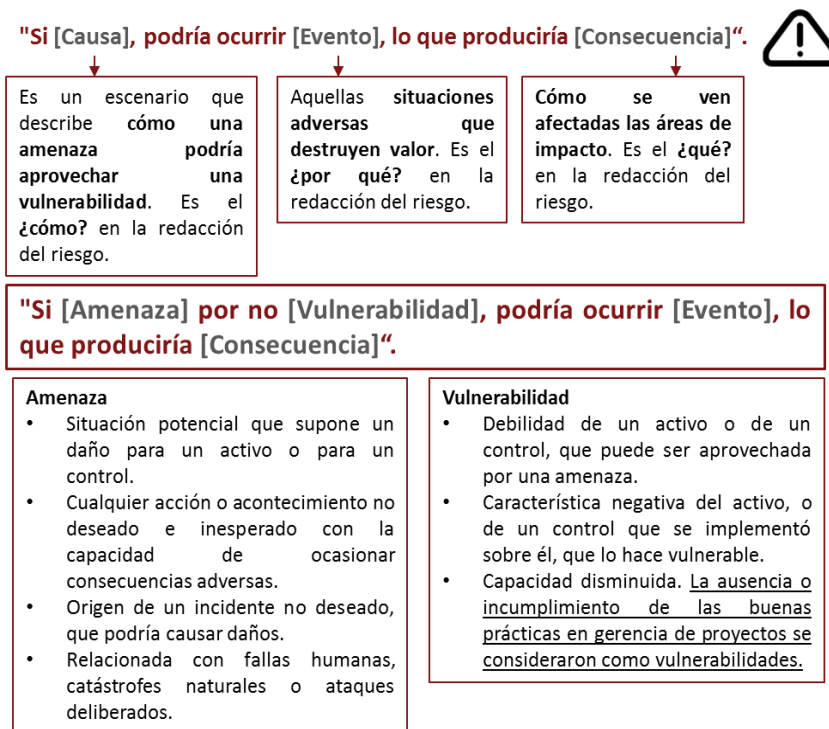 "Si [Causa], podría ocurrir [Evento], lo que produciría [Consecuencia]“.
Es un escenario que
describe cómo una
amenaza podría
aprovechar una
vulnerabilidad. Es el
¿cómo? en la redacción
del riesgo.
Aquellas situaciones
adversas que
destruyen valor. Es el
¿por qué? en la
redacción del riesgo.
Cómo se ven
afectadas las áreas de
impacto. Es el ¿qué?
en la redacción del
riesgo.
"Si [Amenaza] por no [Vulnerabilidad], podría ocurrir [Evento], lo
que produciría [Consecuencia]“.
Amenaza
• Situación potencial que supone un
daño para un activo o para un
control.
• Cualquier acción o acontecimiento no
deseado e inesperado con la
capacidad de ocasionar
consecuencias adversas.
• Origen de un incidente no deseado,
que podría causar daños.
• Relacionada con fallas humanas,
catástrofes naturales o ataques
deliberados.
Vulnerabilidad
• Debilidad de un activo o de un
control, que puede ser aprovechada
por una amenaza.
• Característica negativa del activo, o
de un control que se implementó
sobre él, que lo hace vulnerable.
• Capacidad disminuida. La ausencia o
incumplimiento de las buenas
prácticas en gerencia de proyectos se
consideraron como vulnerabilidades.